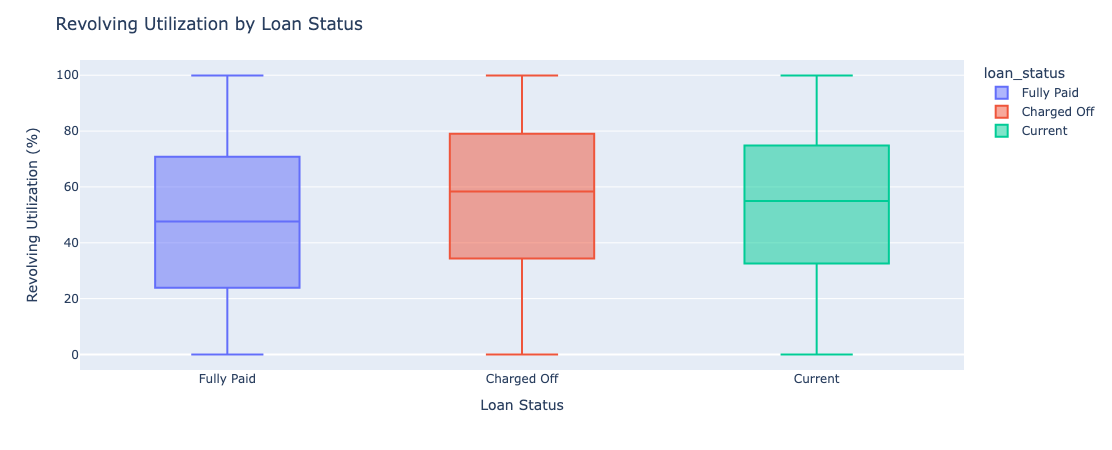 Revolving Utilization by Loan Status
Revolving Utilization (%)
100
80
60
40
20
0
Fully Paid
Charged Off
Current
Loan Status
loan_status
Fully Paid
Charged Off
Current